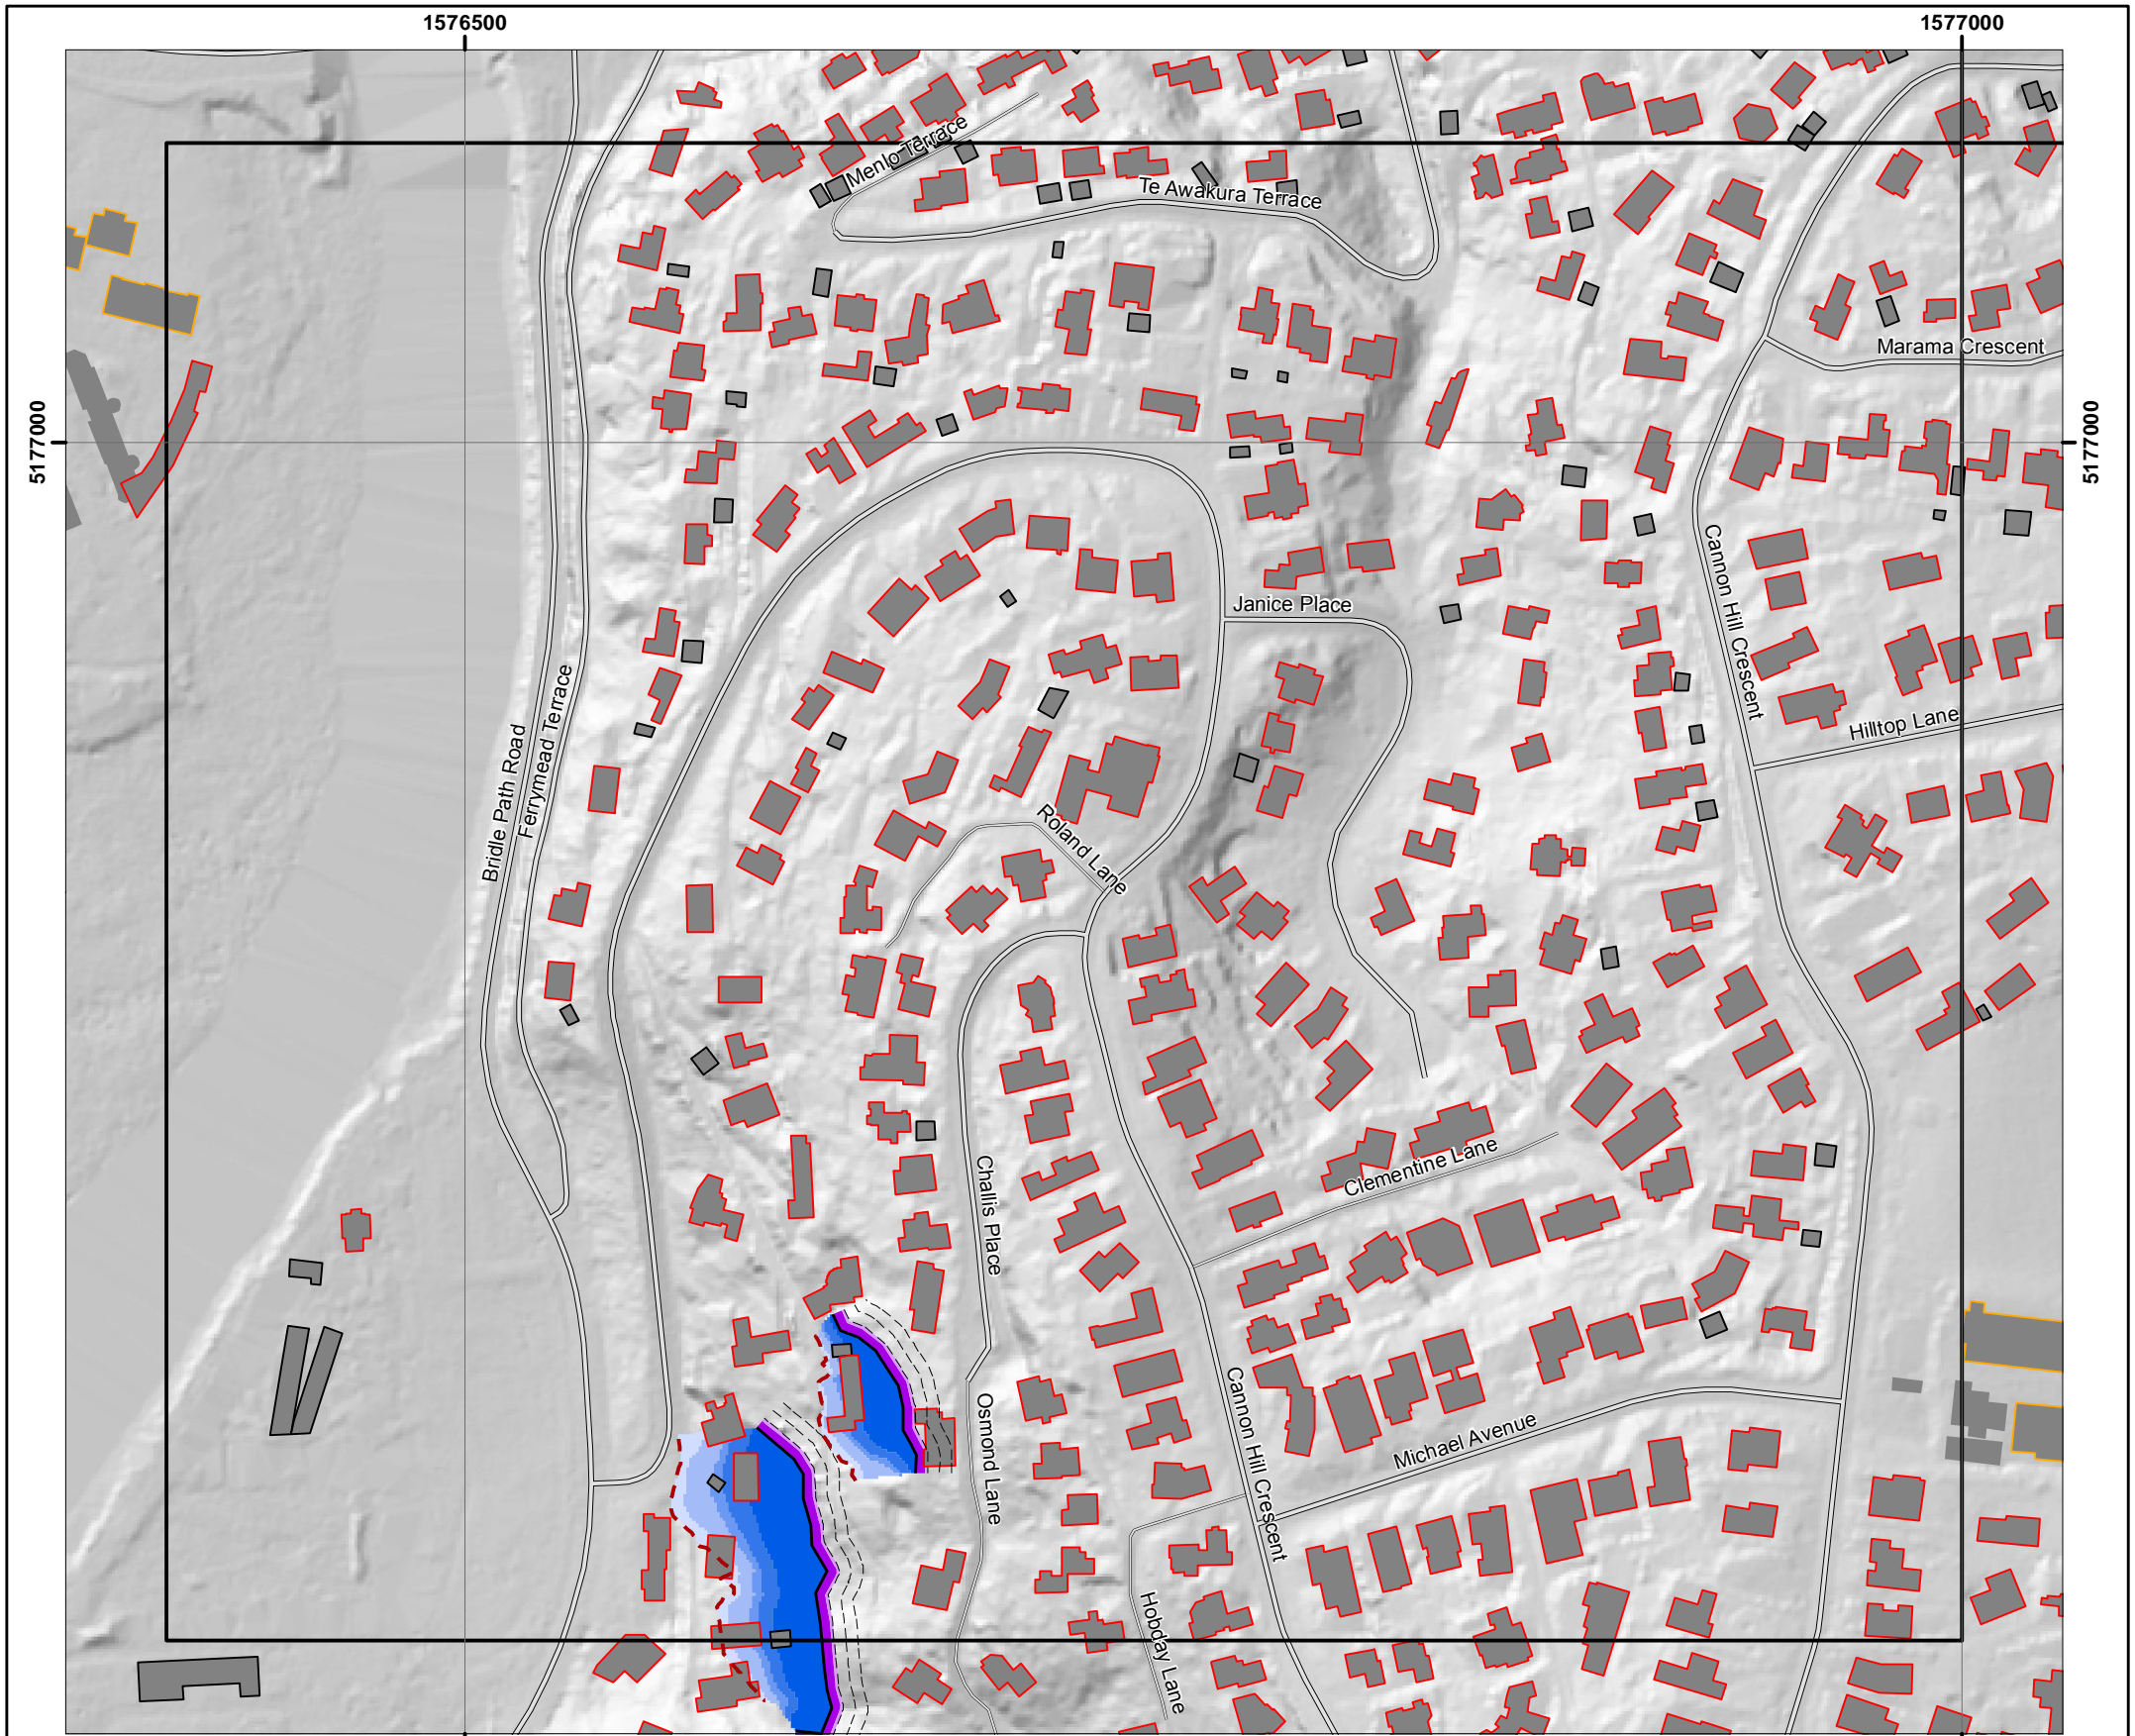 1576500
1577000
Menlo Terrace
Te Awakura Terrace
Marama Crescent
5177000
5177000
Cannon Hill Crescent
Janice Place
Hilltop Lane
Bridle Path Road
Ferrymead Terrace
Roland Lane
Clementine Lane
Challis Place
Cannon Hill Crescent
Osmond Lane
Michael Avenue
Hobday Lane